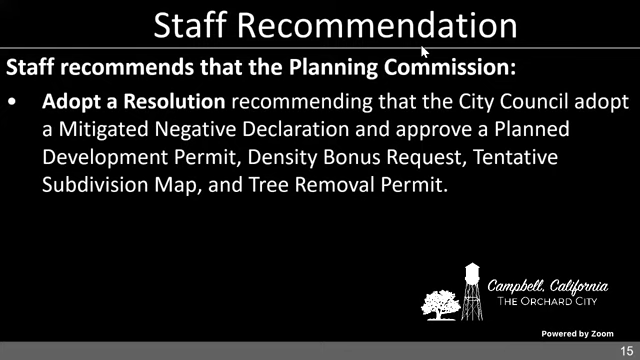 Staff Recommendation
Staff recommends that the Planning Commission:
• Adopt a Resolution recommending that the City Council adopt
a Mitigated Negative Declaration and approve a Planned
Development Permit, Density Bonus Request, Tentative
Subdivision Map, and Tree Removal Permit.
Campbell, California
THE ORCHARD CITY
Powered by Zoom
15